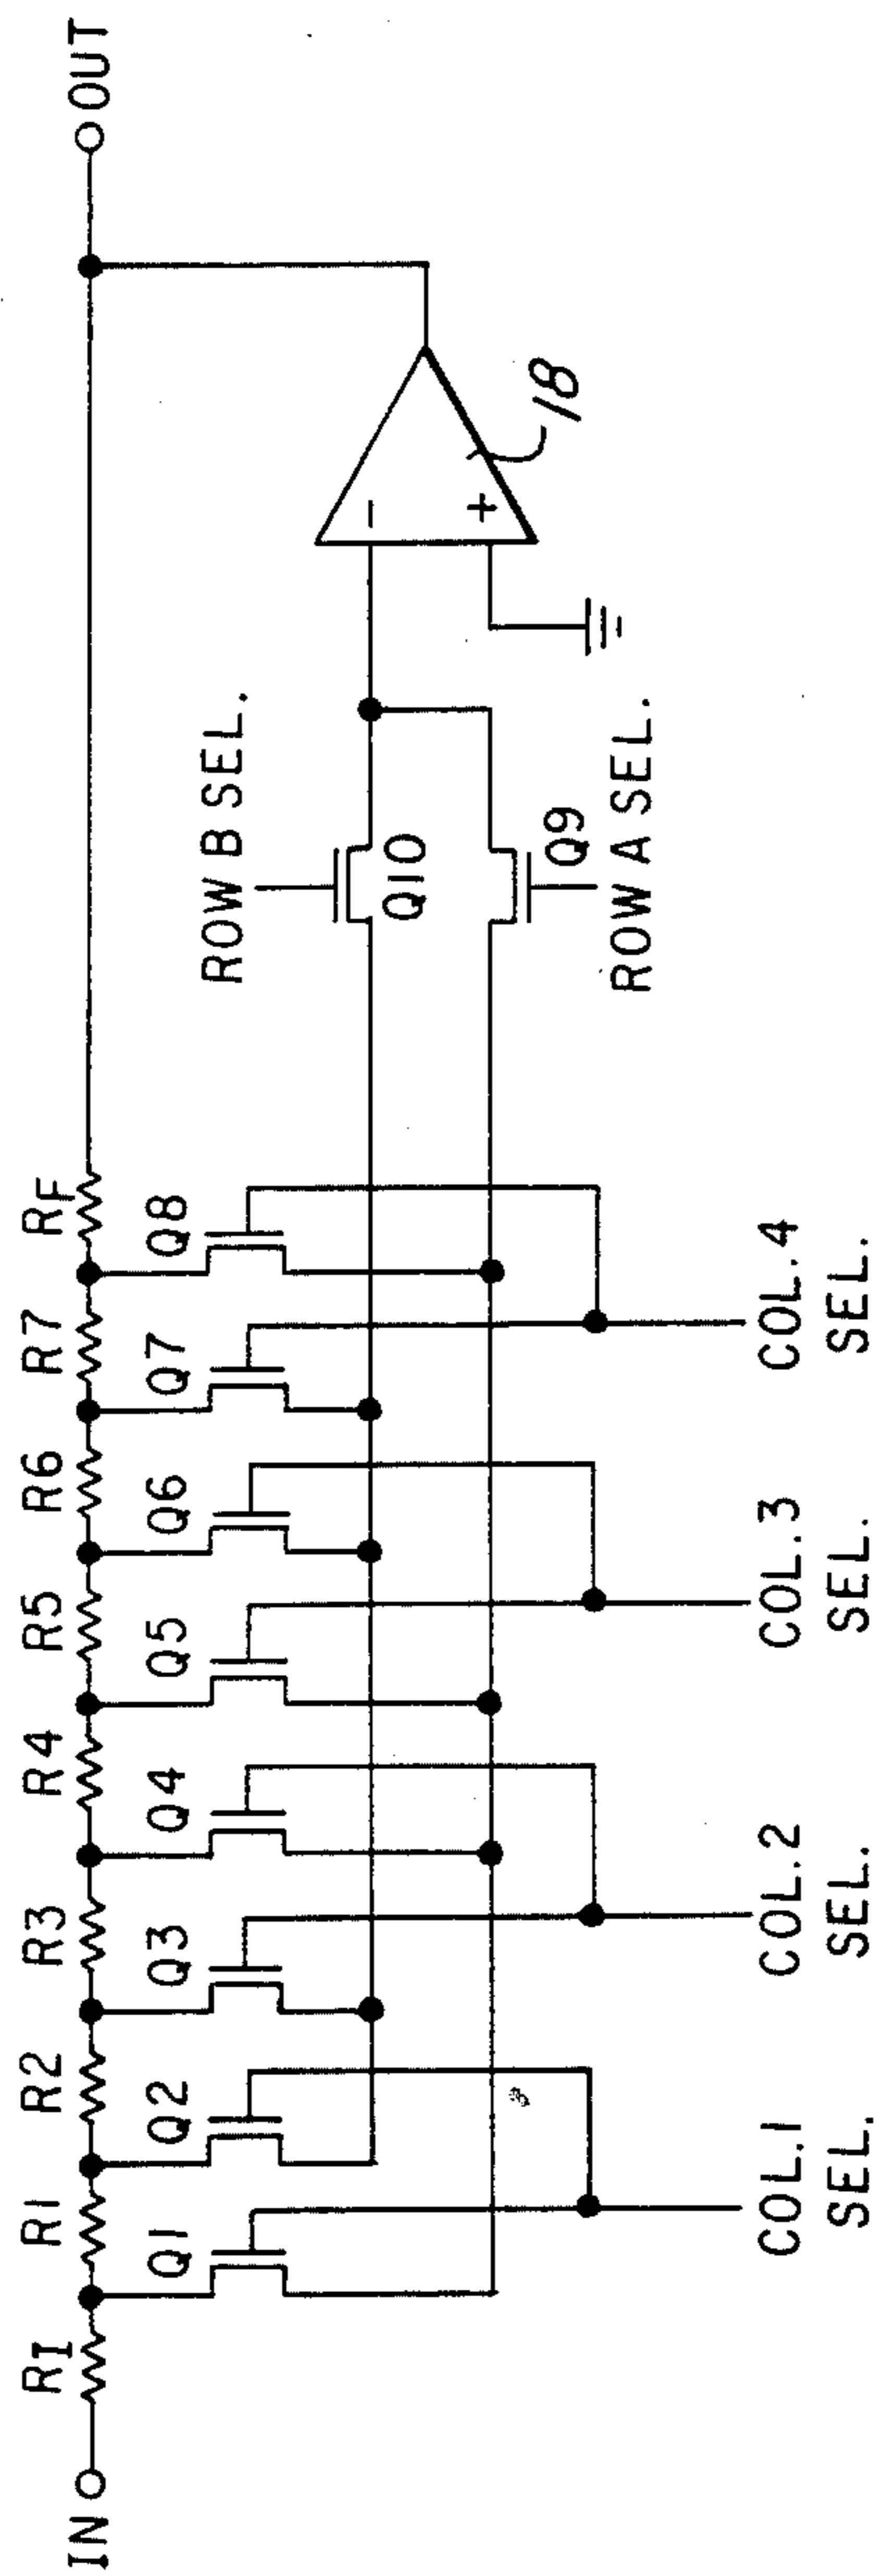 IN
OUT
RI
R1
R2
R3
R4
R5
R6
R7
RF
Q1
Q2
Q3
Q4
Q5
Q6
Q7
Q8
ROW B SEL.
Q10
Q9
ROW A SEL.
-
+
18
COL.1
SEL.
COL.2
SEL.
COL.3
SEL.
COL.4
SEL.